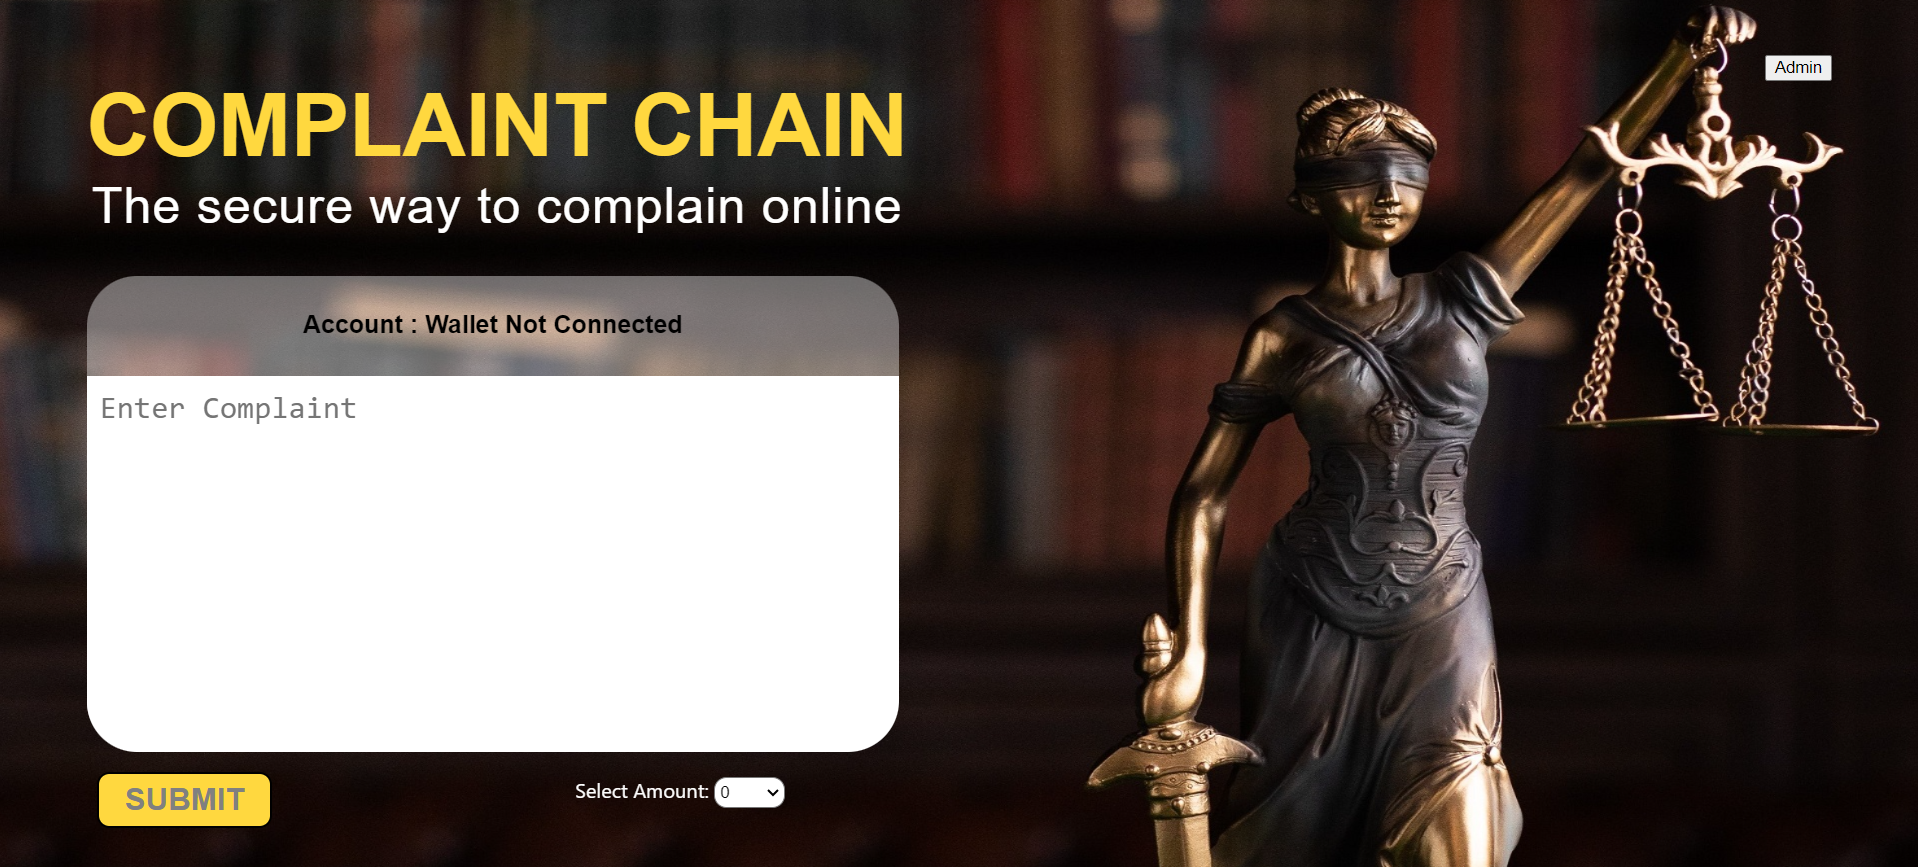 Admin
COMPLAINT CHAIN
The secure way to complain online
Account : Wallet Not Connected
Enter Complaint
SUBMIT
Select Amount: 0